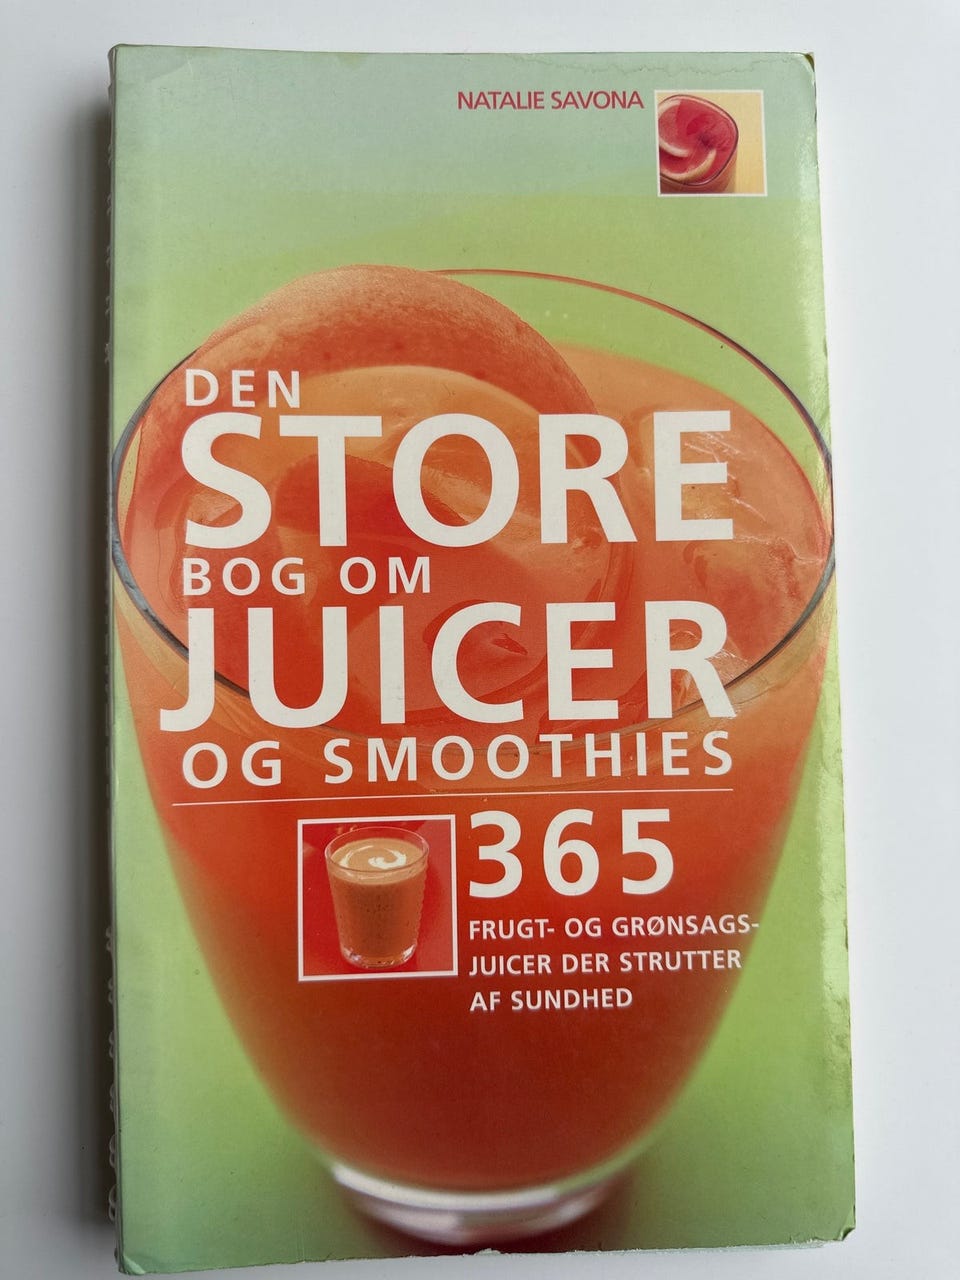 NATALIE SAVONA
DEN
STORE
BOG OM
JUICER
OG SMOOTHIES
365
FRUGT- OG GRØNSAGS-
JUICER DER STRUTTER
AF SUNDHED